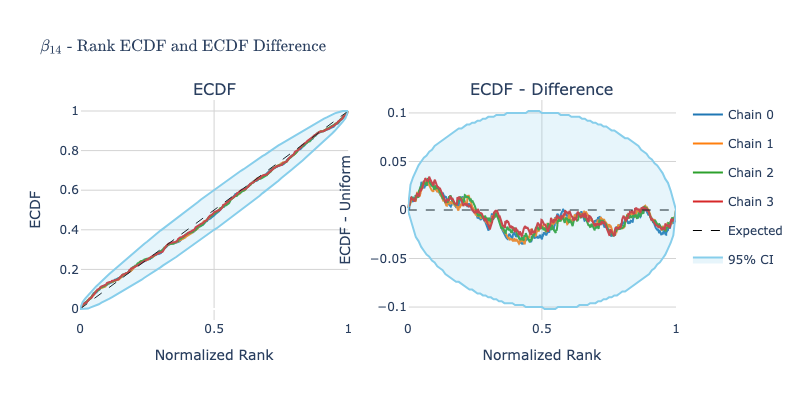 β₁₄ - Rank ECDF and ECDF Difference
ECDF
ECDF - Difference
ECDF
1
0.8
0.6
0.4
0.2
0
0
0.5
1
Normalized Rank
ECDF - Uniform
0.1
0.05
0
−0.05
−0.1
0
0.5
1
Normalized Rank
Chain 0
Chain 1
Chain 2
Chain 3
Expected
95% CI